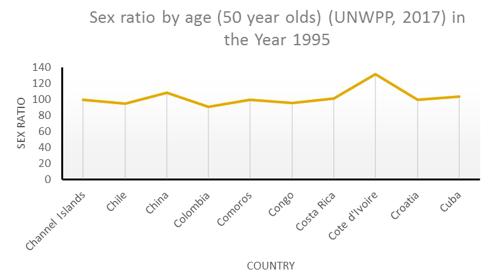 Sex ratio by age (50 year olds) (UNWPP, 2017) in
the Year 1995
140
120
100
80
60
40
20
0
SEX RATIO
Channel Islands
Chile
China
Colombia
Comoros
Congo
Costa Rica
Cote d'Ivoire
Croatia
Cuba
COUNTRY